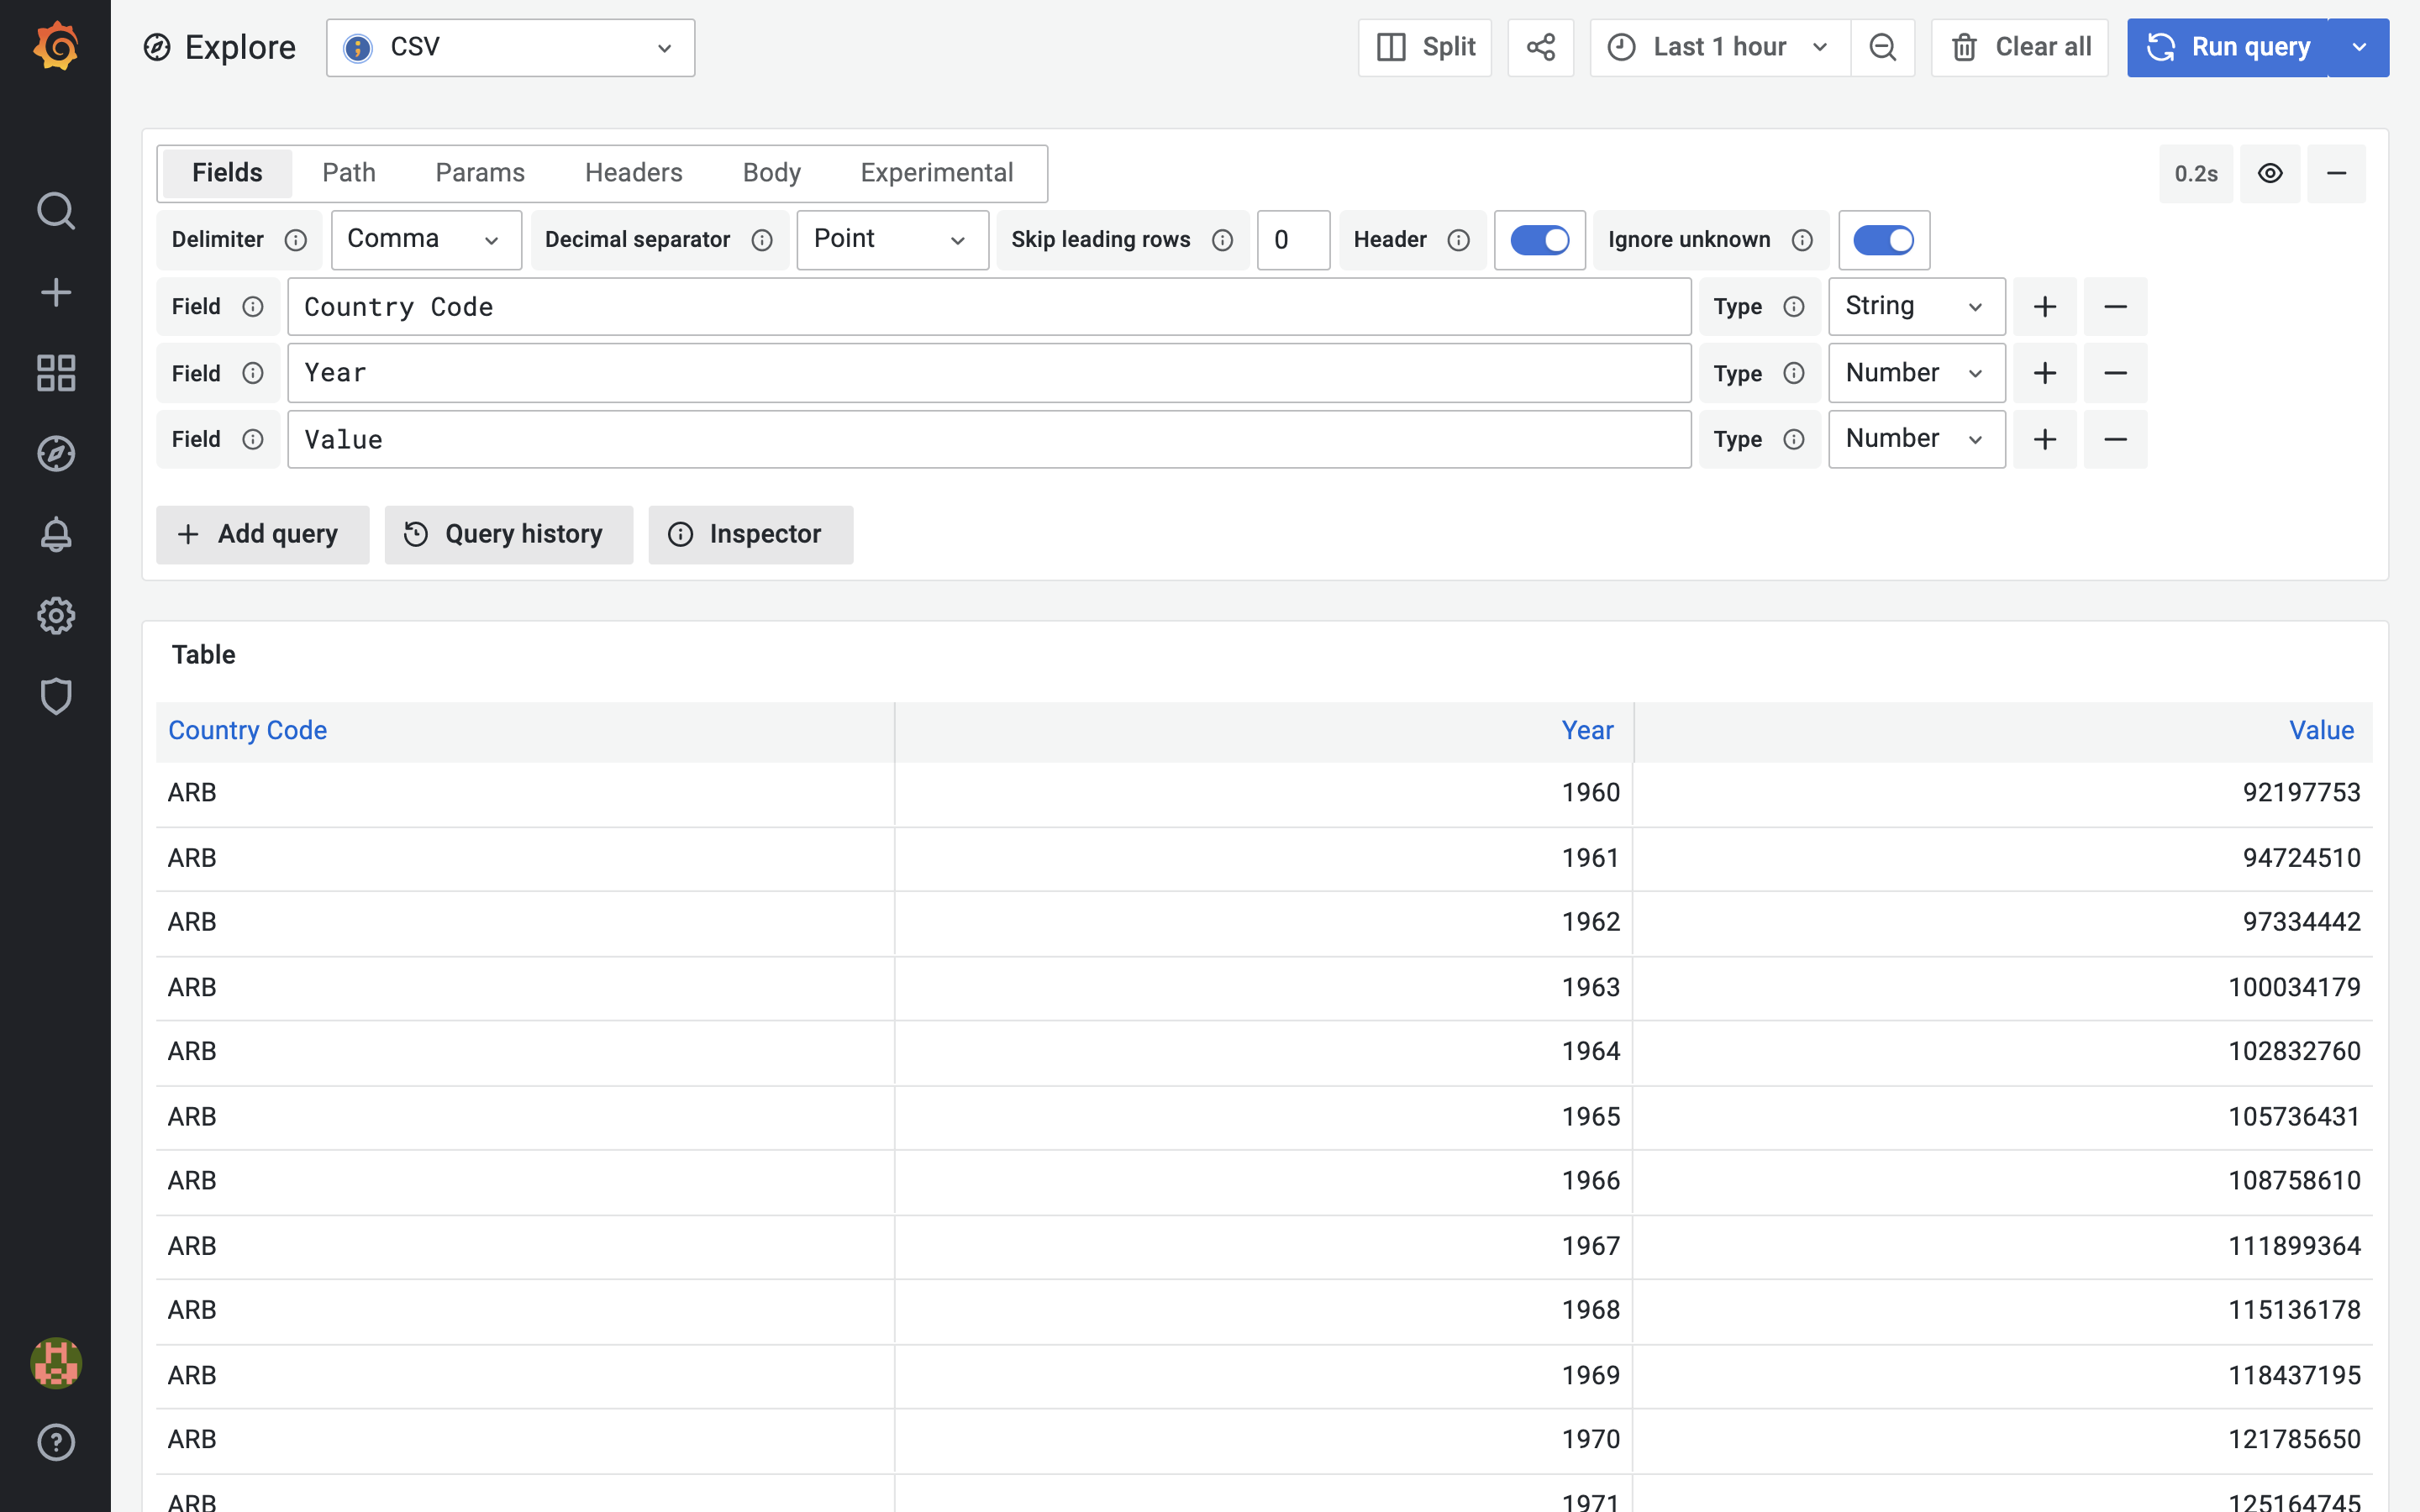 Explore CSV Split Last 1 hour Clear all Run query
Fields Path Params Headers Body Experimental 0.2s
Delimiter Comma Decimal separator Point Skip leading rows 0 Header Ignore unknown
Field Country Code Type String
Field Year Type Number
Field Value Type Number
Add query Query history Inspector
Table
Country Code Year Value
ARB 1960 92197753
ARB 1961 94724510
ARB 1962 97334442
ARB 1963 100034179
ARB 1964 102832760
ARB 1965 105736431
ARB 1966 108758610
ARB 1967 111899364
ARB 1968 115136178
ARB 1969 118437195
ARB 1970 121785650
ARB 1971 125164745